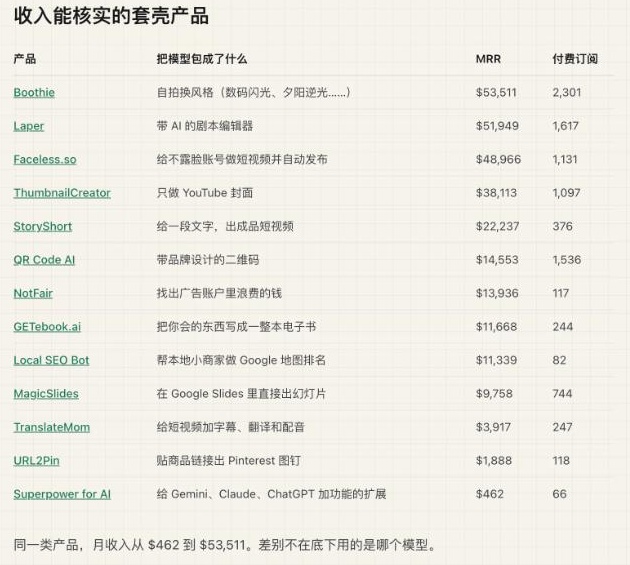 收入能核实的套壳产品
产品 把模型包成了什么 MRR 付费订阅
Boothie 自拍换风格（数码闪光、夕阳逆光……） $53,511 2,301
Laper 带 AI 的剧本编辑器 $51,949 1,617
Faceless.so 给不露脸账号做短视频并自动发布 $48,966 1,131
ThumbnailCreator 只做 YouTube 封面 $38,113 1,097
StoryShort 给一段文字，出成品短视频 $22,237 376
QR Code AI 带品牌设计的二维码 $14,553 1,536
NotFair 找出广告账户里浪费的钱 $13,936 117
GETebook.ai 把你会的东西写成一整本电子书 $11,668 244
Local SEO Bot 帮本地小商家做 Google 地图排名 $11,339 82
MagicSlides 在 Google Slides 里直接出幻灯片 $9,758 744
TranslateMom 给短视频加字幕、翻译和配音 $3,917 247
URL2Pin 贴商品链接出 Pinterest 图钉 $1,888 118
Superpower for AI 给 Gemini、Claude、ChatGPT 加功能的扩展 $462 66
同一类产品，月收入从 $462 到 $53,511。差别不在底下用的是哪个模型。